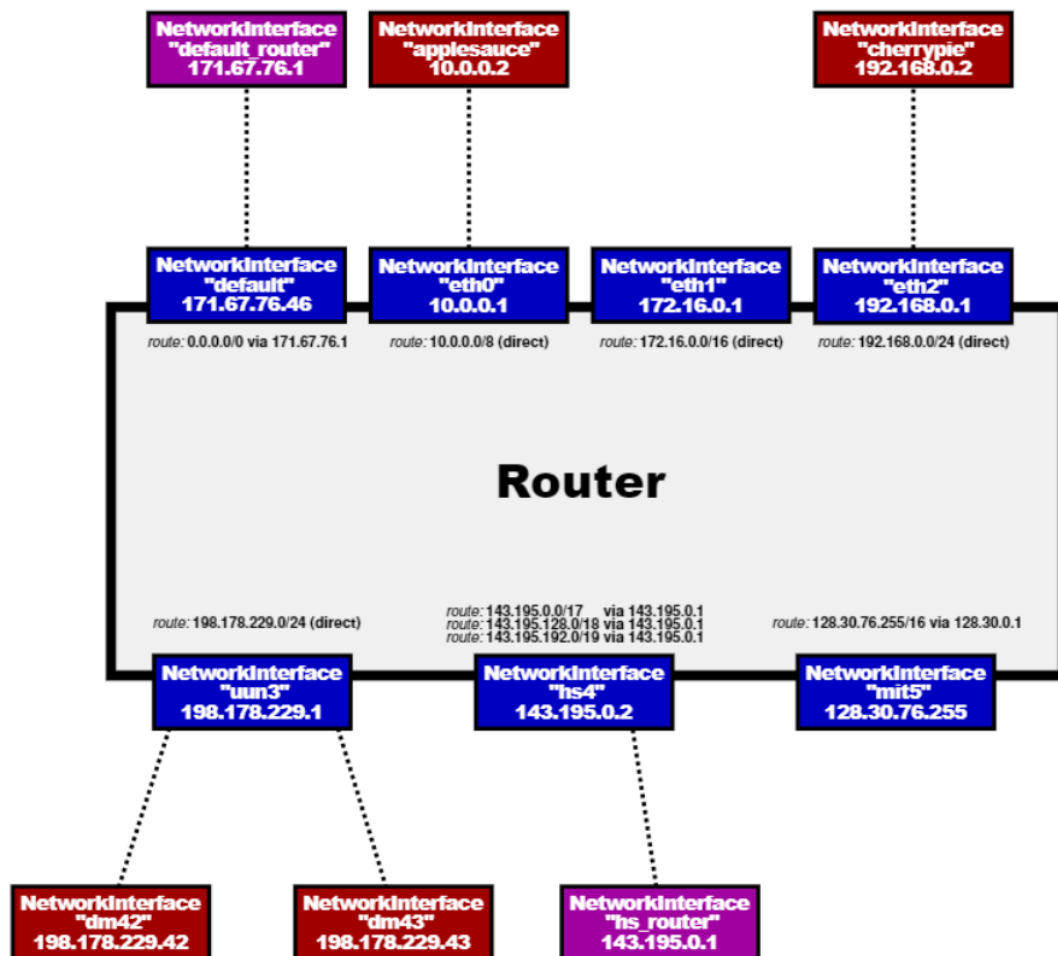 NetworkInterface
"default_router"
171.67.76.1
NetworkInterface
"applesauce"
10.0.0.2
NetworkInterface
"cherrypie"
192.168.0.2
NetworkInterface
"default"
171.67.76.46
NetworkInterface
"eth0"
10.0.0.1
NetworkInterface
"eth1"
172.16.0.1
NetworkInterface
"eth2"
192.168.0.1
route: 0.0.0.0/0 via 171.67.76.1
route: 10.0.0.0/8 (direct)
route: 172.16.0.0/16 (direct)
route: 192.168.0.0/24 (direct)
Router
route: 198.178.229.0/24 (direct)
route: 143.195.0.0/17 via 143.195.0.1
route: 143.195.128.0/18 via 143.195.0.1
route: 143.195.192.0/19 via 143.195.0.1
route: 128.30.76.255/16 via 128.30.0.1
NetworkInterface
"uun3"
198.178.229.1
NetworkInterface
"hs4"
143.195.0.2
NetworkInterface
"mit5"
128.30.76.255
NetworkInterface
"dm42"
198.178.229.42
NetworkInterface
"dm43"
198.178.229.43
NetworkInterface
"hs_router"
143.195.0.1